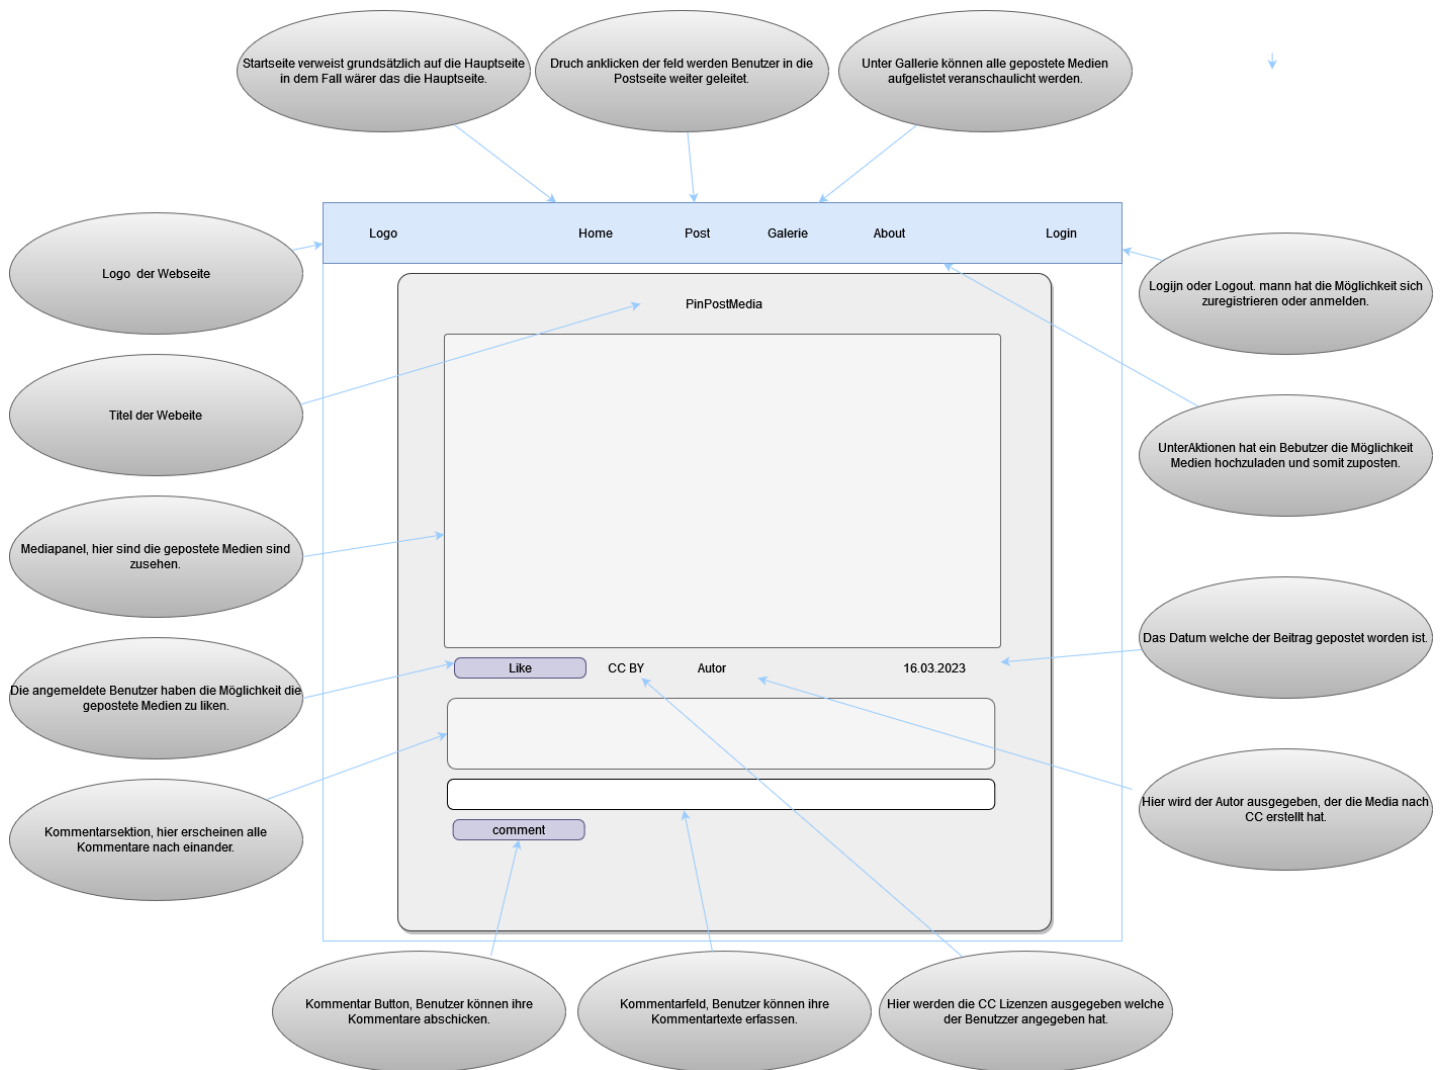 Startseite verweist grundsätzlich auf die Hauptseite
in dem Fall wärer das die Hauptseite.
Druch anklicken der feld werden Benutzer in die
Postseite weiter geleitet.
Unter Gallerie können alle gepostete Medien
aufgelistet veranschaulicht werden.
Logo
Home
Post
Galerie
About
Login
Logo der Webseite
Logijn oder Logout. mann hat die Möglichkeit sich
zuregistrieren oder anmelden.
PinPostMedia
Titel der Webeite
UnterAktionen hat ein Bebutzer die Möglichkeit
Medien hochzuladen und somit zuposten.
Mediapanel, hier sind die gepostete Medien sind
zusehen.
Das Datum welche der Beitrag gepostet worden ist.
Like
CC BY
Autor
16.03.2023
Die angemeldete Benutzer haben die Möglichkeit die
gepostete Medien zu liken.
Hier wird der Autor ausgegeben, der die Media nach
CC erstellt hat.
Kommentarsektion, hier erscheinen alle
Kommentare nach einander.
comment
Kommentar Button, Benutzer können ihre
Kommentare abschicken.
Kommentarfeld, Benutzer können ihre
Kommentartexte erfassen.
Hier werden die CC Lizenzen ausgegeben welche
der Benutzzer angegeben hat.